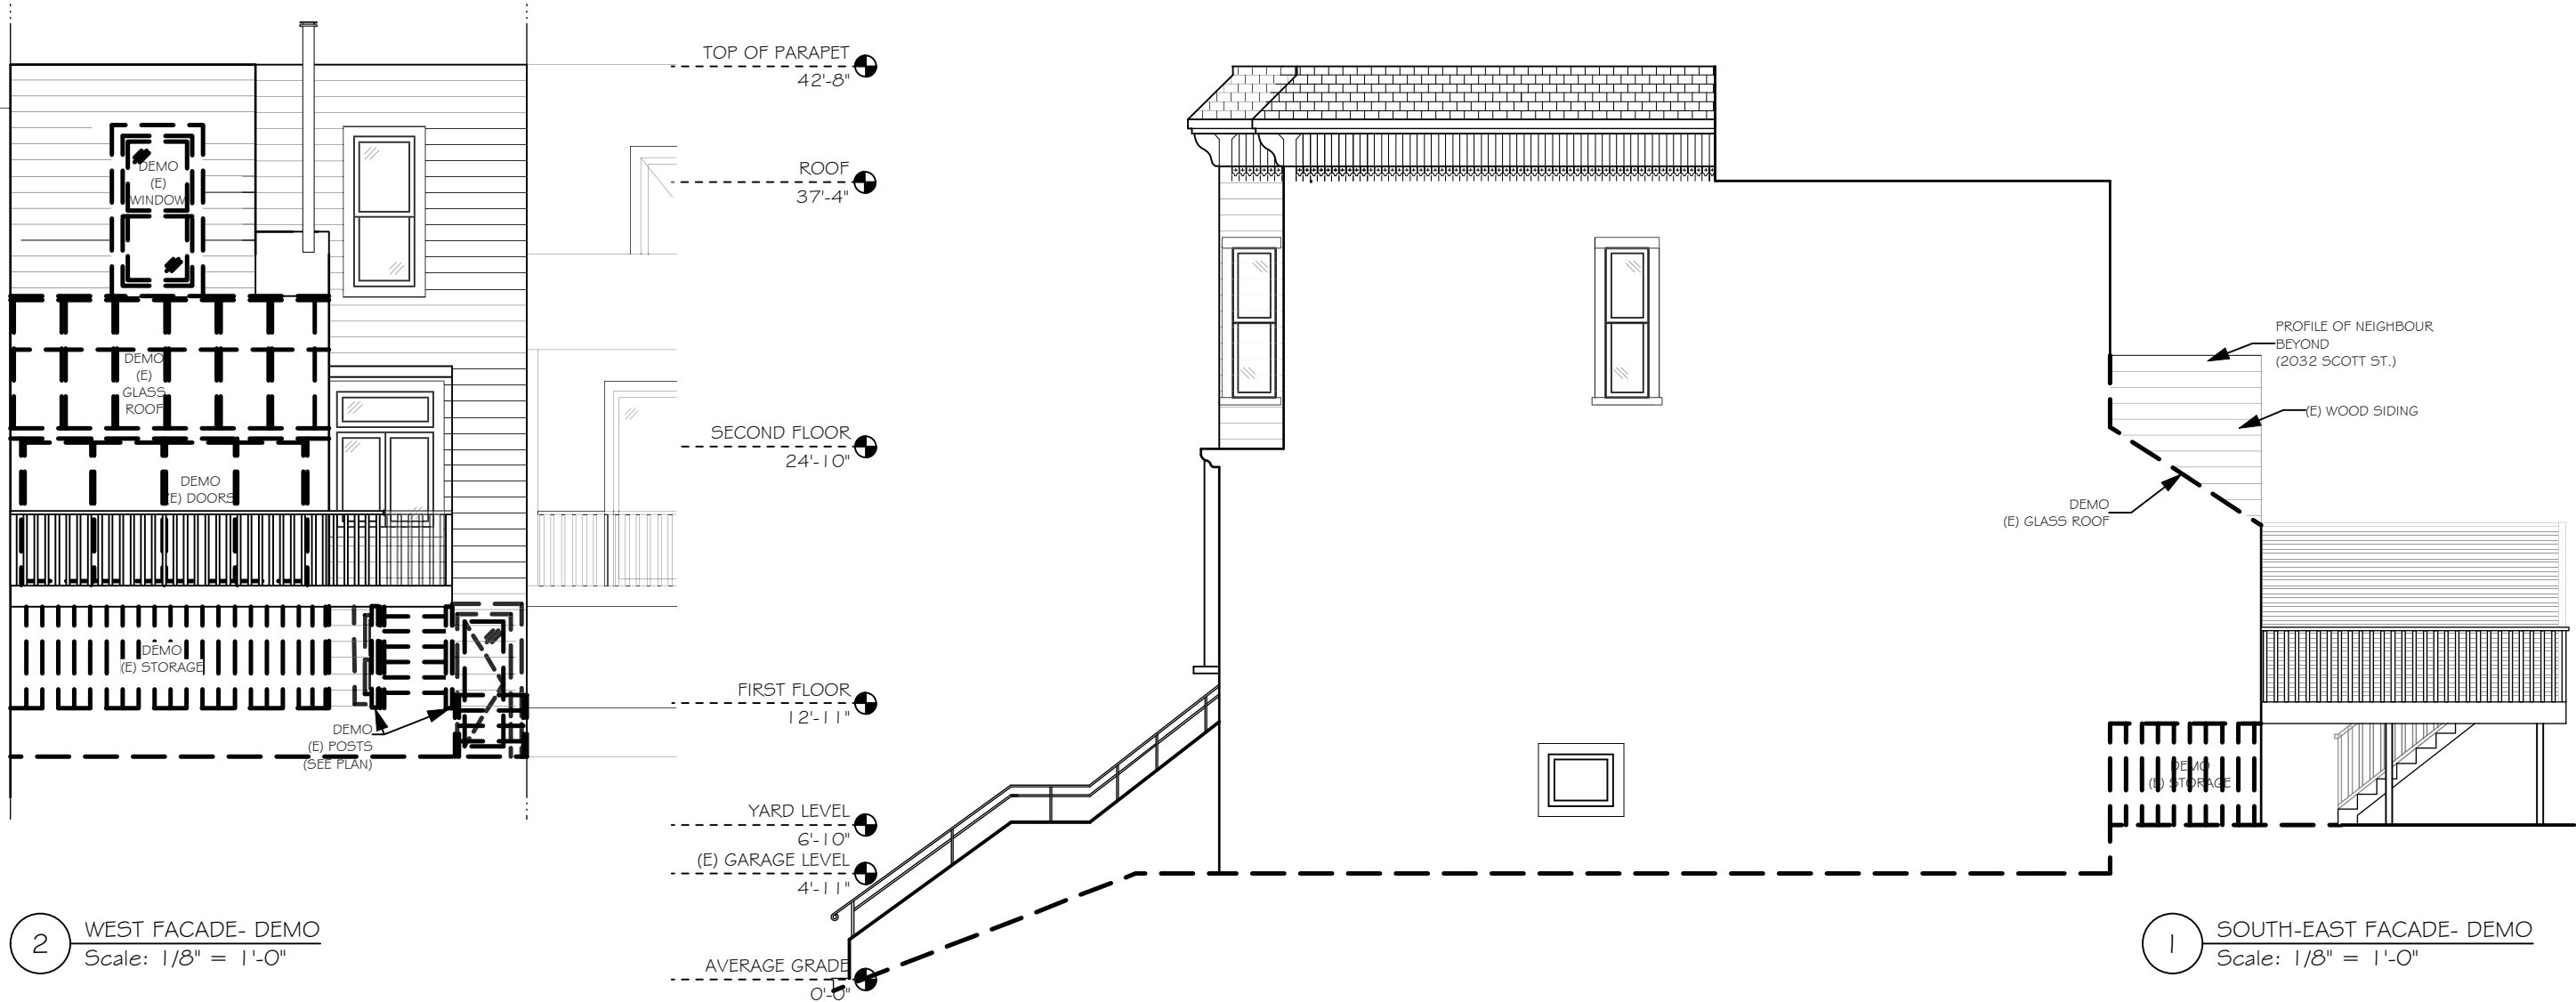 DEMO
(E)
WINDOW
DEMO
(E)
GLASS
ROOF
DEMO
(E) DOORS
DEMO
(E) STORAGE
DEMO
(E) POSTS
(SEE PLAN)
2
WEST FACADE- DEMO
Scale: 1/8" = 1'-0"
TOP OF PARAPET
42'-8"
ROOF
37'-4"
SECOND FLOOR
24'-10"
FIRST FLOOR
12'-11"
YARD LEVEL
6'-10"
(E) GARAGE LEVEL
4'-11"
AVERAGE GRADE
0'-0"
PROFILE OF NEIGHBOUR
BEYOND
(2032 SCOTT ST.)
(E) WOOD SIDING
DEMO
(E) GLASS ROOF
DEMO
(E) STORAGE
1
SOUTH-EAST FACADE- DEMO
Scale: 1/8" = 1'-0"